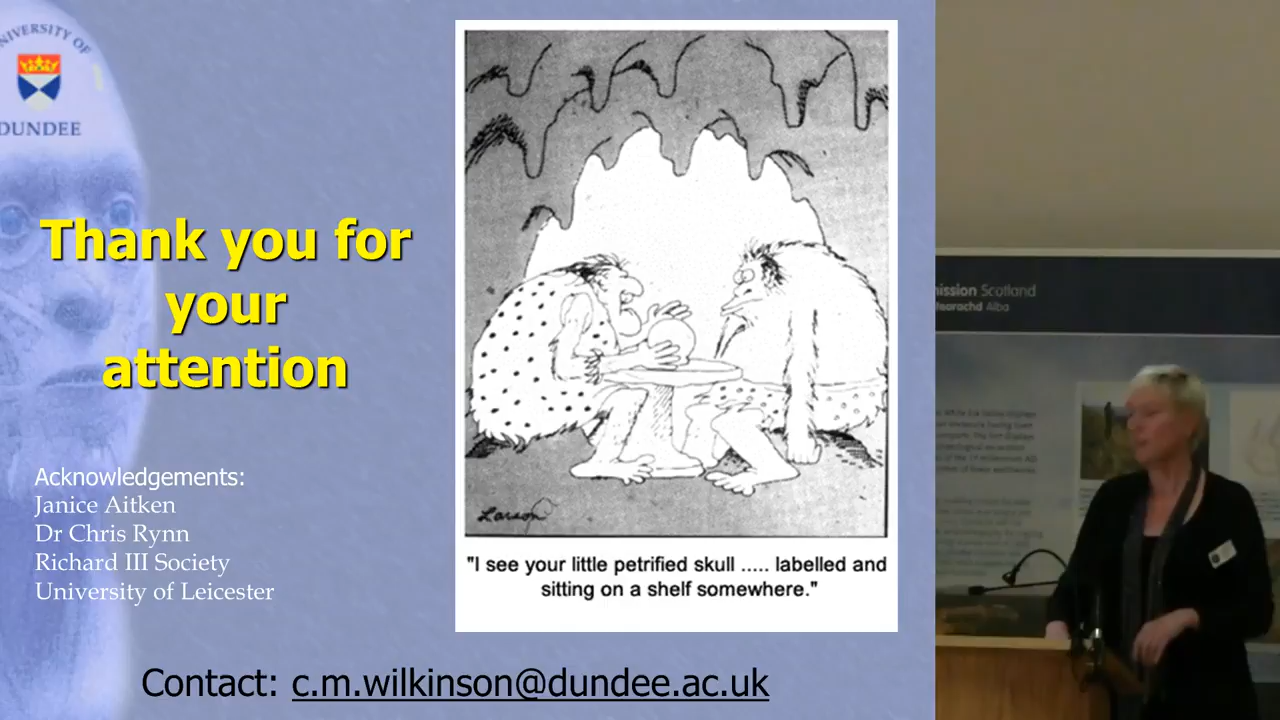 UNIVERSITY OF
DUNDEE
Thank you for
your
attention
Acknowledgements:
Janice Aitken
Dr Chris Rynn
Richard III Society
University of Leicester
Larson
"I see your little petrified skull ..... labelled and
sitting on a shelf somewhere."
Contact: c.m.wilkinson@dundee.ac.uk
Scotland
Alba